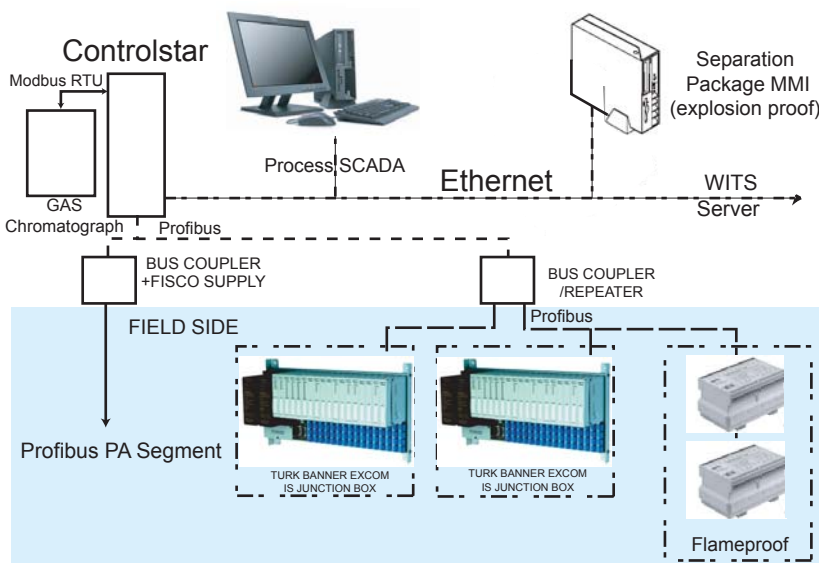 Controlstar
Modbus RTU
Separation
Package MMI
(explosion proof)
Process SCADA
Ethernet
WITS
Server
GAS
Chromatograph
Profibus
BUS COUPLER
+FISCO SUPPLY
BUS COUPLER
/REPEATER
Profibus
FIELD SIDE
Profibus PA Segment
TURK BANNER EXCOM
IS JUNCTION BOX
TURK BANNER EXCOM
IS JUNCTION BOX
Flameproof